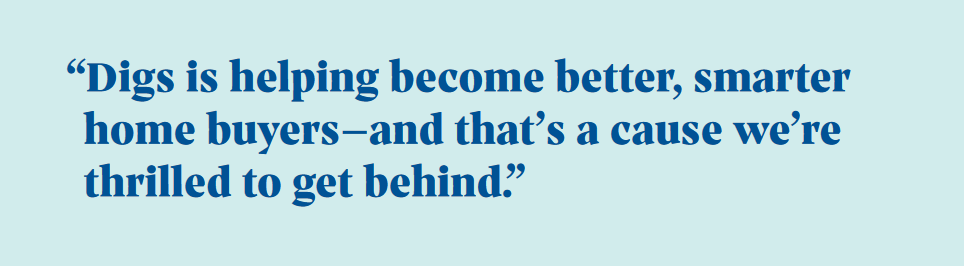 “Digs is helping become better, smarter
home buyers—and that’s a cause we’re
thrilled to get behind.”